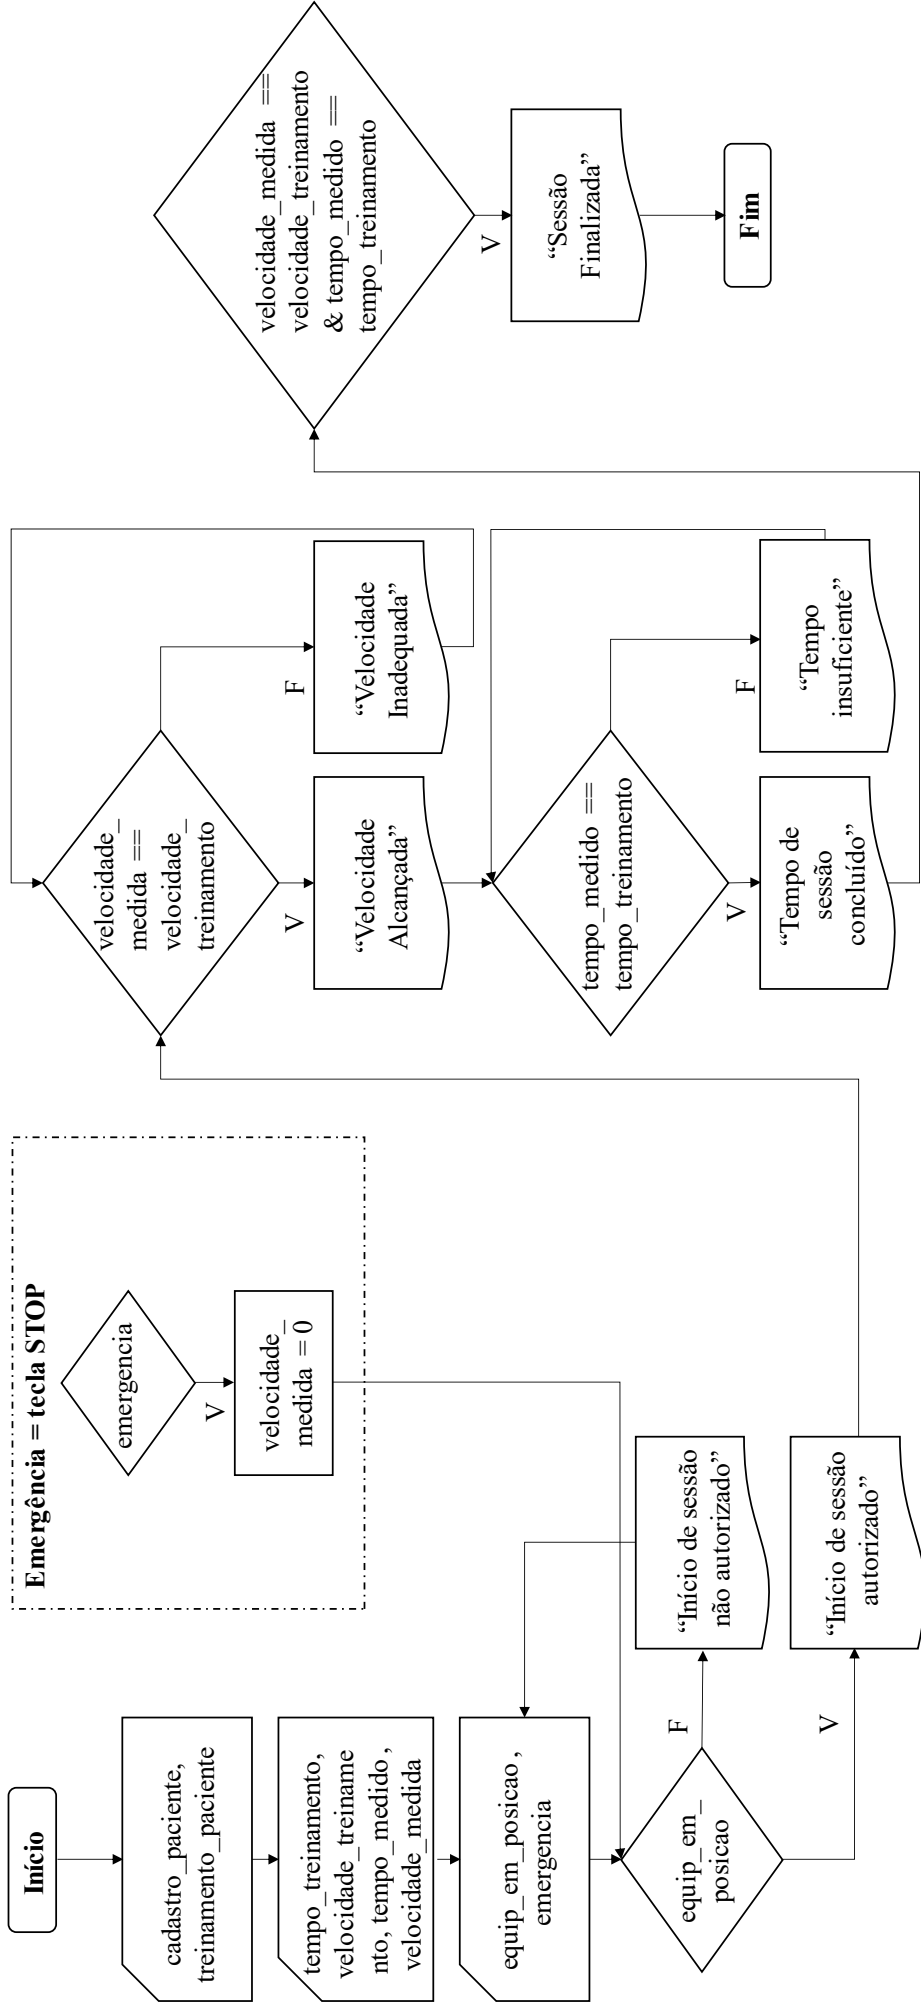 Início
cadastro_paciente,
treinamento_paciente
tempo_treinamento,
velocidade_treiname
nto, tempo_medido ,
velocidade_medida
equip_em_posicao ,
emergencia
equip_em_
posicao
F
V
“Início de sessão
não autorizado”
“Início de sessão
autorizado”
Emergência = tecla STOP
emergencia
V
velocidade_
medida = 0
velocidade_
medida ==
velocidade_
treinamento
V
F
“Velocidade
Alcançada”
“Velocidade
Inadequada”
tempo_medido ==
tempo_treinamento
V
F
“Tempo de
sessão
concluído”
“Tempo
insuficiente”
velocidade_medida ==
velocidade_treinamento
& tempo_medido ==
tempo_treinamento
V
“Sessão
Finalizada”
Fim